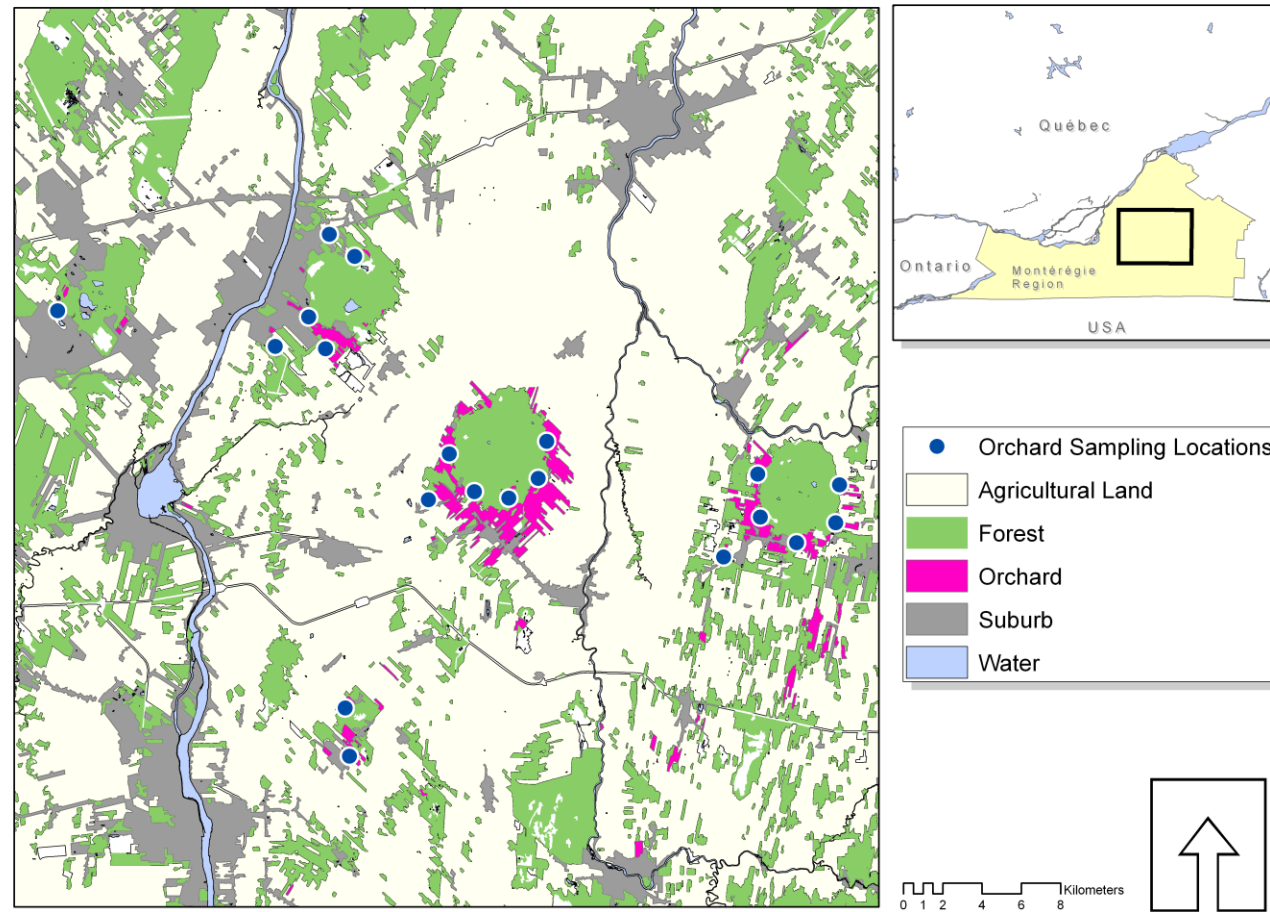 Québec
Ontario
Montérégie
Region
USA
Orchard Sampling Locations
Agricultural Land
Forest
Orchard
Suburb
Water
Kilometers
0 1 2 4 6 8